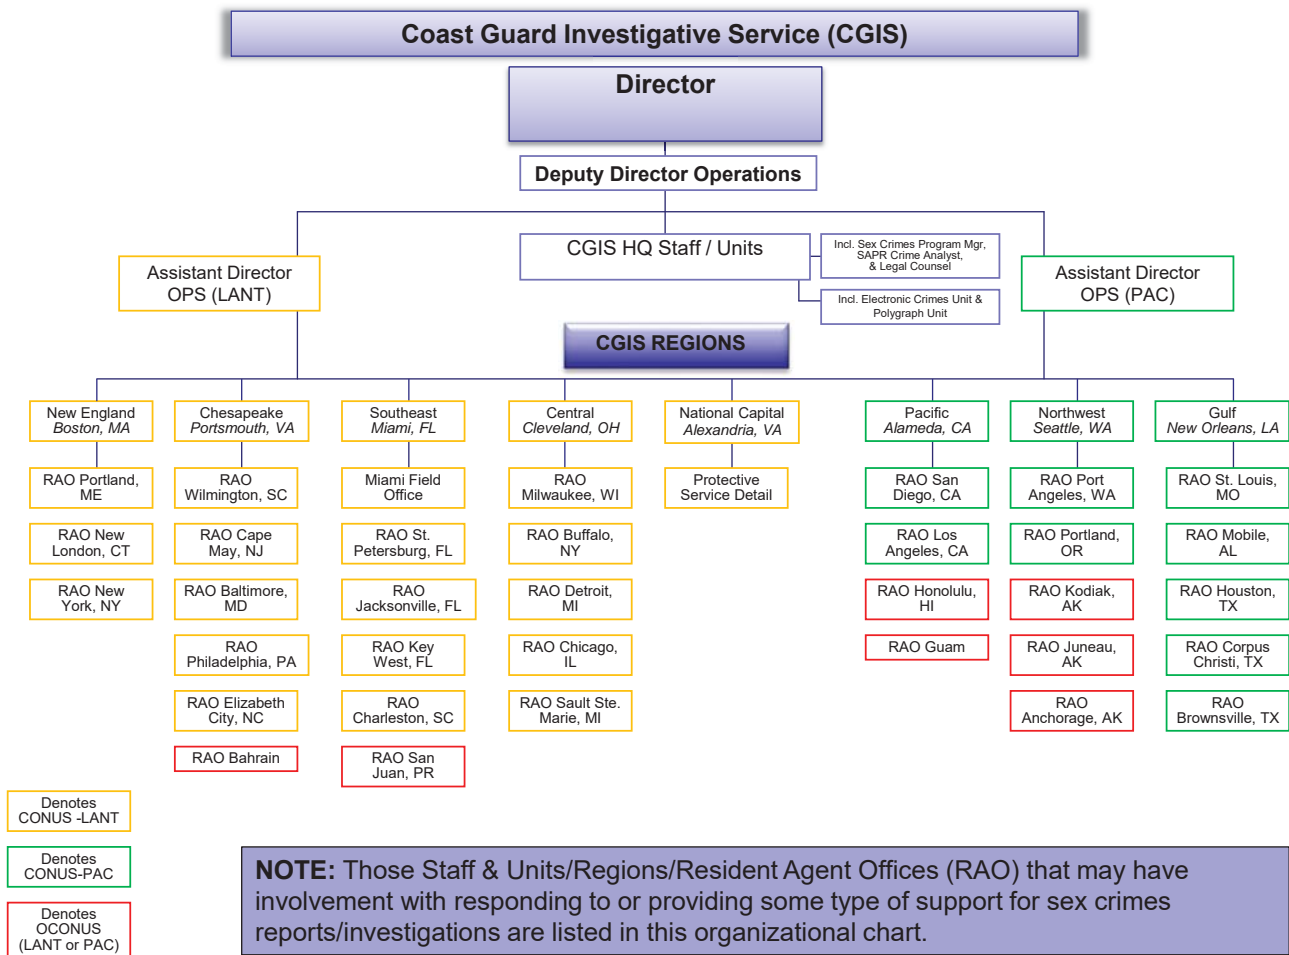 Coast Guard Investigative Service (CGIS)
Director
Deputy Director Operations
CGIS HQ Staff / Units
Incl. Sex Crimes Program Mgr,
SAPR Crime Analyst,
& Legal Counsel
Incl. Electronic Crimes Unit &
Polygraph Unit
Assistant Director
OPS (LANT)
Assistant Director
OPS (PAC)
CGIS REGIONS
New England
Boston, MA
RAO Portland,
ME
RAO New
London, CT
RAO New
York, NY
Chesapeake
Portsmouth, VA
RAO
Wilmington, SC
RAO Cape
May, NJ
RAO Baltimore,
MD
RAO
Philadelphia, PA
RAO Elizabeth
City, NC
RAO Bahrain
Southeast
Miami, FL
Miami Field
Office
RAO St.
Petersburg, FL
RAO
Jacksonville, FL
RAO Key
West, FL
RAO
Charleston, SC
RAO San
Juan, PR
Central
Cleveland, OH
RAO
Milwaukee, WI
RAO Buffalo,
NY
RAO Detroit,
MI
RAO Chicago,
IL
RAO Sault Ste.
Marie, MI
National Capital
Alexandria, VA
Protective
Service Detail
Pacific
Alameda, CA
RAO San
Diego, CA
RAO Los
Angeles, CA
RAO Honolulu,
HI
RAO Guam
Northwest
Seattle, WA
RAO Port
Angeles, WA
RAO Portland,
OR
RAO Kodiak,
AK
RAO Juneau,
AK
RAO
Anchorage, AK
Gulf
New Orleans, LA
RAO St. Louis,
MO
RAO Mobile,
AL
RAO Houston,
TX
RAO Corpus
Christi, TX
RAO
Brownsville, TX
Denotes
CONUS -LANT
Denotes
CONUS-PAC
Denotes
OCONUS
(LANT or PAC)
NOTE: Those Staff & Units/Regions/Resident Agent Offices (RAO) that may have
involvement with responding to or providing some type of support for sex crimes
reports/investigations are listed in this organizational chart.